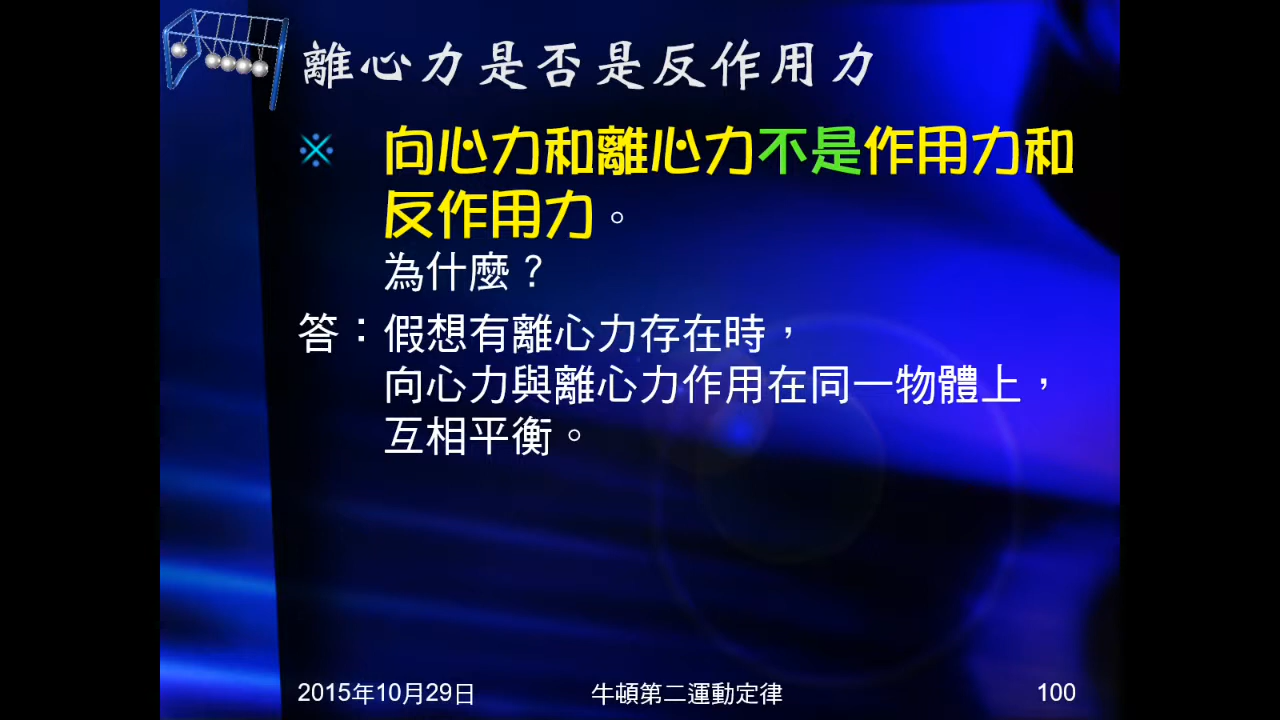 離心力是否是反作用力
※ 向心力和離心力不是作用力和
反作用力。
為什麼？
答：假想有離心力存在時，
向心力與離心力作用在同一物體上，
互相平衡。
2015年10月29日 牛頓第二運動定律 100